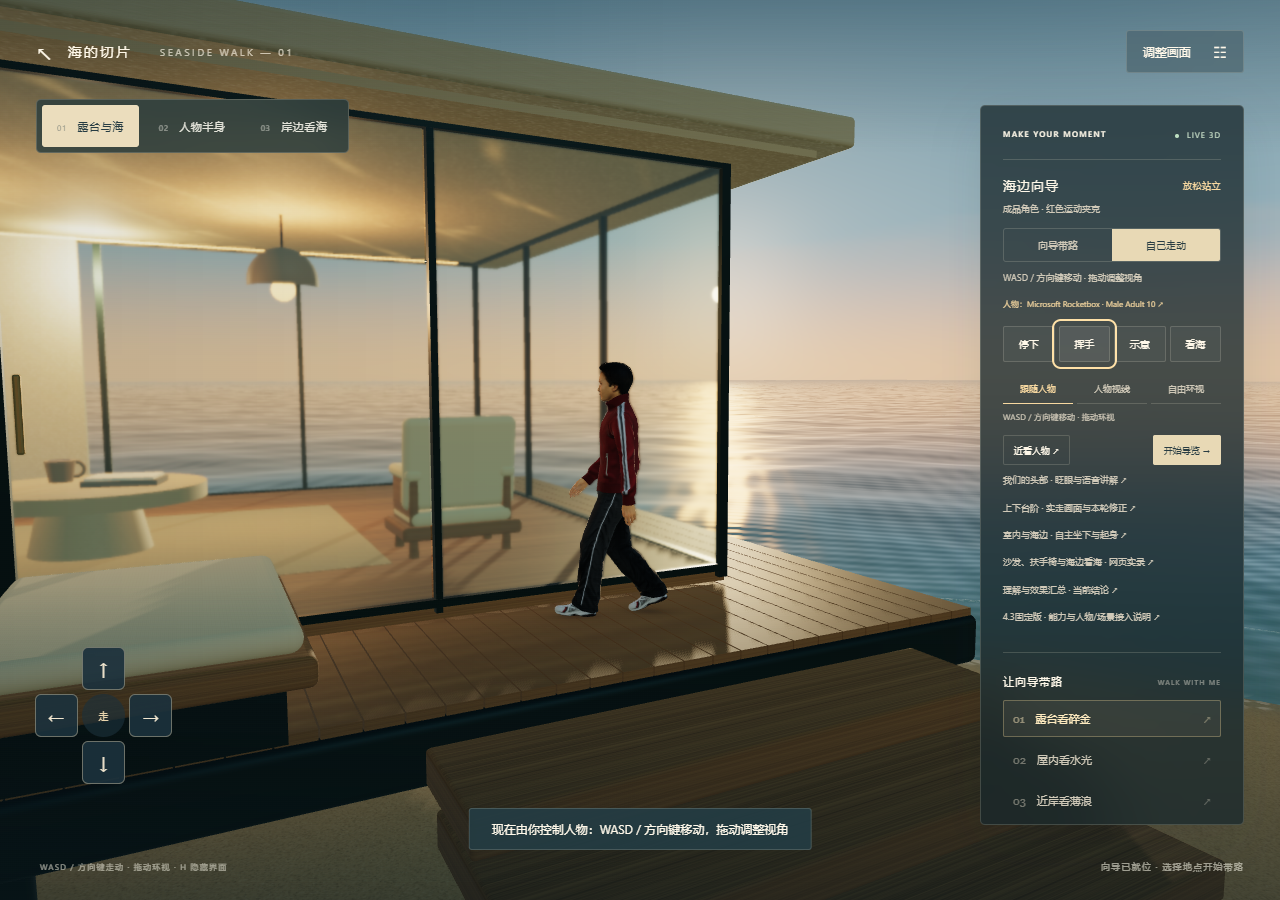 ↖ 海的切片 SEASIDE WALK — 01
调整画面
01 露台与海 02 人物半身 03 岸边看海
MAKE YOUR MOMENT
LIVE 3D
海边向导 放松站立
成品角色 · 红色运动夹克
向导带路 自己走动
WASD / 方向键移动 · 拖动调整视角
人物：Microsoft Rocketbox · Male Adult 10 ↗
停下 挥手 示意 看海
跟随人物 人物视线 自由环视
WASD / 方向键移动 · 拖动环视
近看人物 ↗ 开始导览 →
我们的头部 · 眨眼与语音讲解 ↗
上下台阶 · 实走画面与本轮修正 ↗
室内与海边 · 自主坐下与起身 ↗
沙发、扶手椅与海边看海 · 网页实录 ↗
理解与效果汇总 · 当前结论 ↗
4.3固定版 · 能力与人物/场景接入说明 ↗
让向导带路 WALK WITH ME
01 露台看碎金 ↗
02 屋内看水光 ↗
03 近岸看薄浪 ↗
↑
← 走 →
↓
现在由你控制人物：WASD / 方向键移动，拖动调整视角
WASD / 方向键走动 · 拖动环视 · H 隐藏界面
向导已就位 · 选择地点开始带路